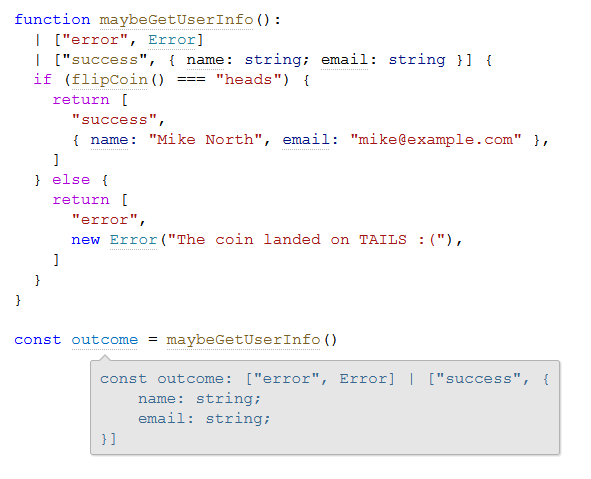 function maybeGetUserInfo():
  | ["error", Error]
  | ["success", { name: string; email: string }] {
  if (flipCoin() === "heads") {
    return [
      "success",
      { name: "Mike North", email: "mike@example.com" },
    ]
  } else {
    return [
      "error",
      new Error("The coin landed on TAILS :("),
    ]
  }
}
const outcome = maybeGetUserInfo()
const outcome: ["error", Error] | ["success", {
    name: string;
    email: string;
}]